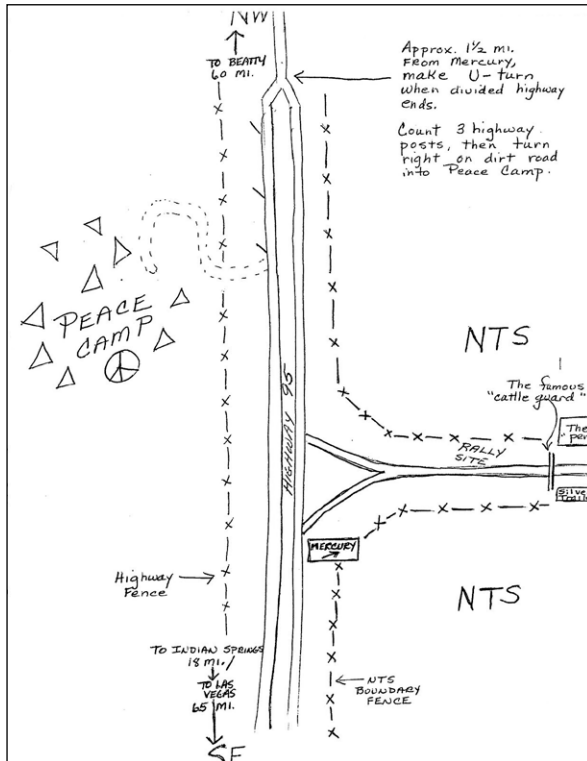 NW
TO BEATTY
60 MI.
Approx. 1½ mi.
From Mercury,
make U-turn
when divided highway
ends.
Count 3 highway
posts, then turn
right on dirt road
into Peace Camp.
PEACE
CAMP
HIGHWAY 95
NTS
The famous
"cattle guard"
The
pen
RALLY
SITE
MERCURY
Highway
Fence
NTS
TO INDIAN SPRINGS
18 MI.
TO LAS
VEGAS
65 MI.
NTS
BOUNDARY
FENCE
SE